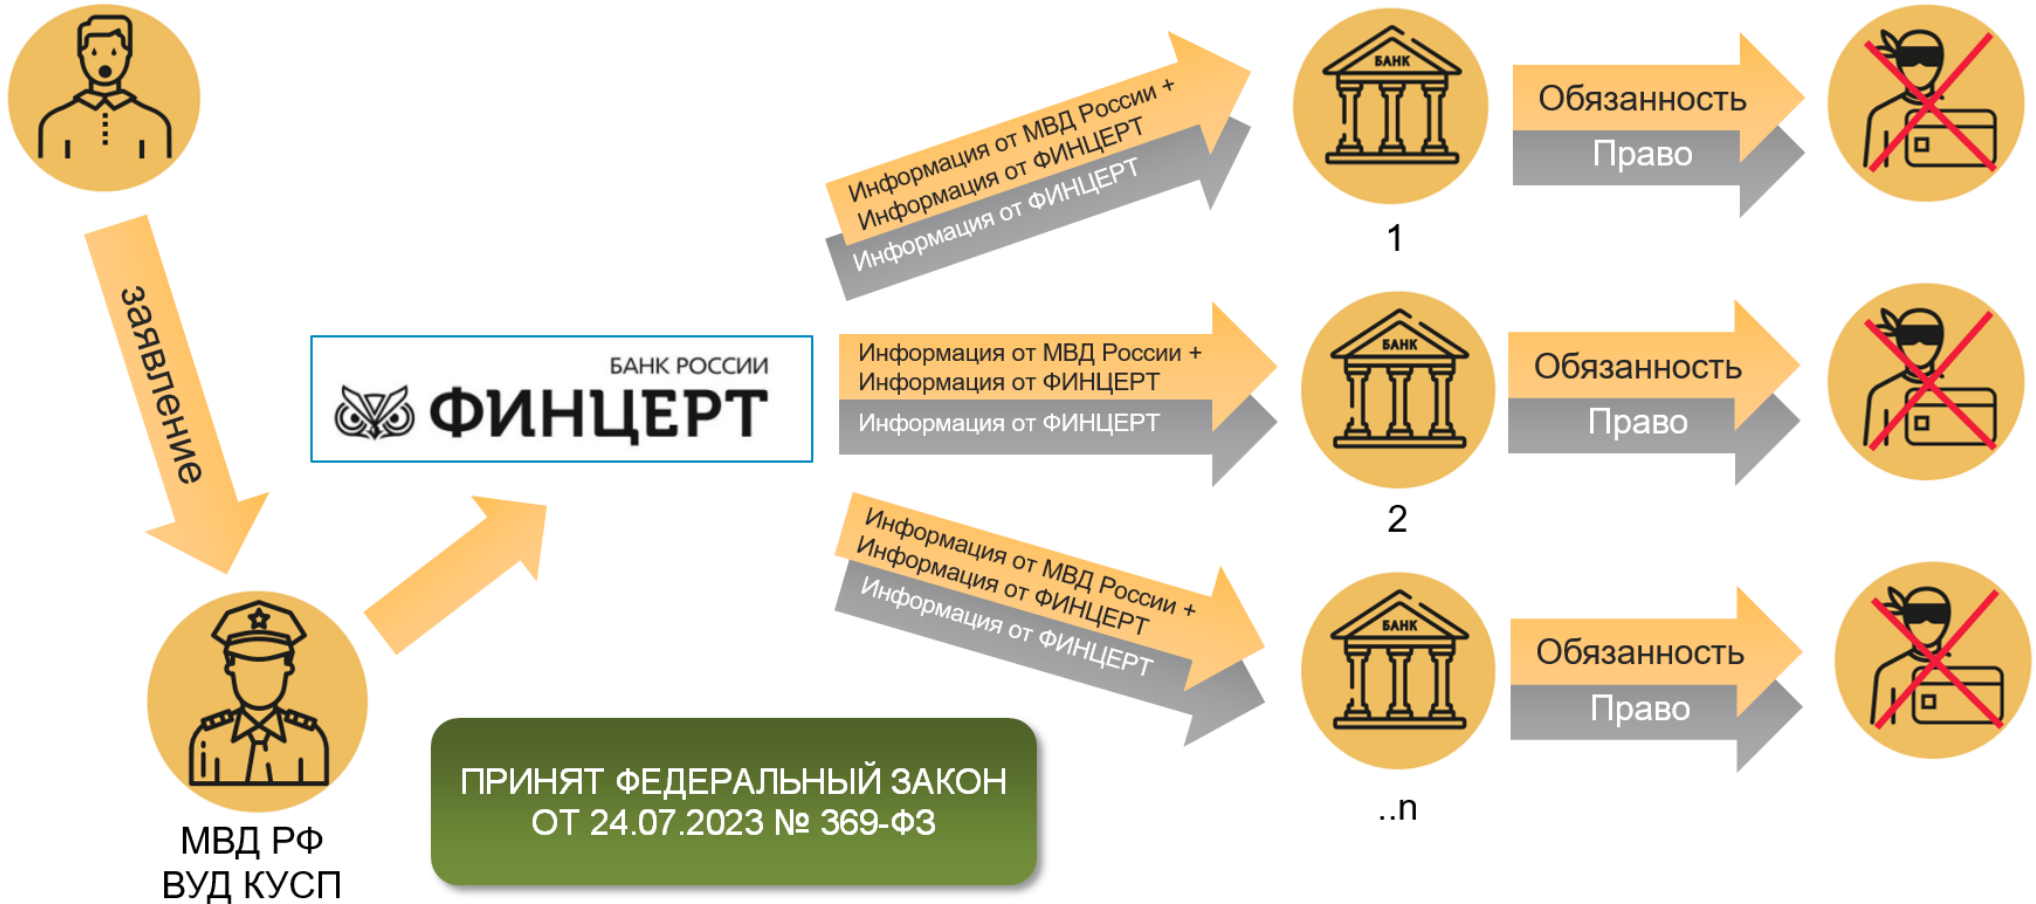 заявление
МВД РФ
ВУД КУСП
БАНК РОССИИ
ФИНЦЕРТ
ПРИНЯТ ФЕДЕРАЛЬНЫЙ ЗАКОН
ОТ 24.07.2023 № 369-ФЗ
Информация от МВД России +
Информация от ФИНЦЕРТ
Информация от ФИНЦЕРТ
БАНК
1
Обязанность
Право
Информация от МВД России +
Информация от ФИНЦЕРТ
Информация от ФИНЦЕРТ
БАНК
2
Обязанность
Право
Информация от МВД России +
Информация от ФИНЦЕРТ
Информация от ФИНЦЕРТ
БАНК
..n
Обязанность
Право